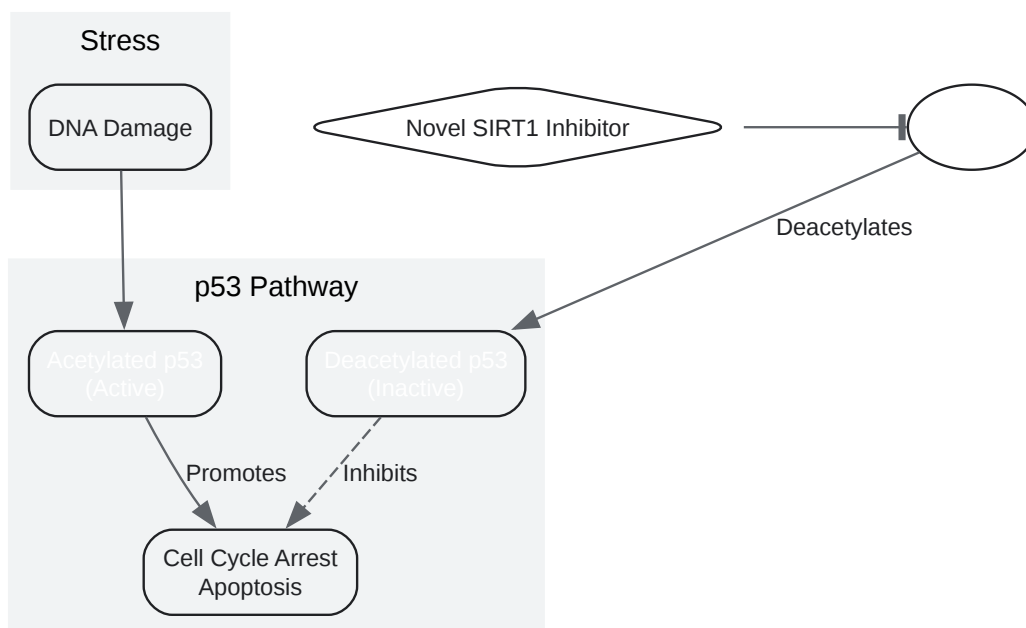 Stress
DNA Damage
Novel SIRT1 Inhibitor
Deacetylates
p53 Pathway
Acetylated p53
(Active)
Deacetylated p53
(Inactive)
Promotes
Inhibits
Cell Cycle Arrest
Apoptosis